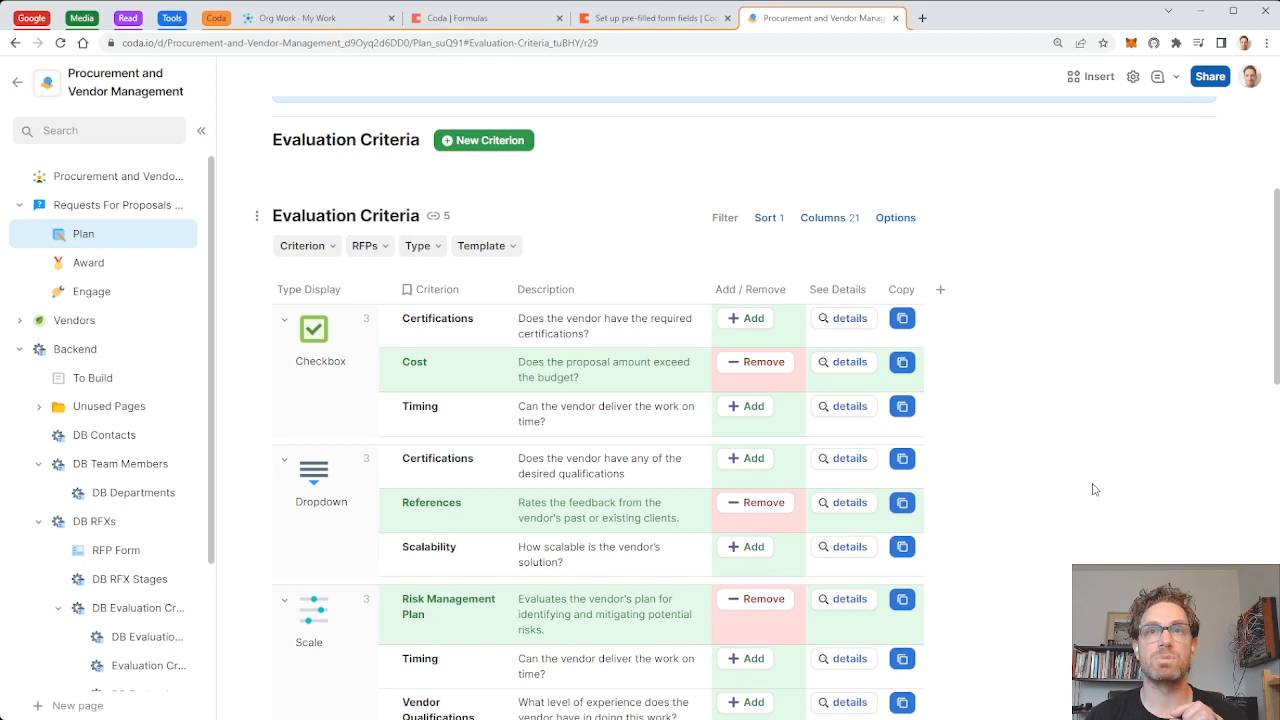 Google
Media
Read
Tools
Coda
Org Work - My Work
Coda | Formulas
Set up pre-filled form fields | Co
Procurement and Vendor Manag
coda.io/d/Procurement-and-Vendor-Management_d9Oyq2d6DD0/Plan_suQ91#Evaluation-Criteria_tuBHY/r29
Procurement and
Vendor Management
Insert
Share
Search
Procurement and Vendo...
Requests For Proposals ...
Plan
Award
Engage
Vendors
Backend
To Build
Unused Pages
DB Contacts
DB Team Members
DB Departments
DB RFXs
RFP Form
DB RFX Stages
DB Evaluation Cr...
DB Evaluatio...
Evaluation Cr...
New page
Evaluation Criteria
New Criterion
Evaluation Criteria 5
Filter Sort 1 Columns 21 Options
Criterion RFPs Type Template
Type Display Criterion Description Add / Remove See Details Copy
3
Checkbox
Certifications
Does the vendor have the required
certifications?
Add
details
Cost
Does the proposal amount exceed
the budget?
Remove
details
Timing
Can the vendor deliver the work on
time?
Add
details
3
Dropdown
Certifications
Does the vendor have any of the
desired qualifications
Add
details
References
Rates the feedback from the
vendor's past or existing clients.
Remove
details
Scalability
How scalable is the vendor's
solution?
Add
details
3
Scale
Risk Management
Plan
Evaluates the vendor's plan for
identifying and mitigating potential
risks.
Remove
details
Timing
Can the vendor deliver the work on
time?
Add
details
Vendor
Qualifications
What level of experience does the
vendor have in doing this work?
Add
details